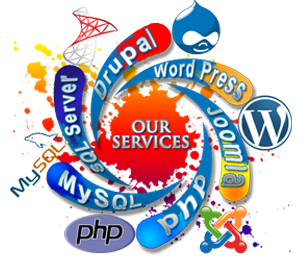 OUR
SERVICES
Drupal
Word Press
Joomla
php
MySQL
SQL Server
MySQL
php